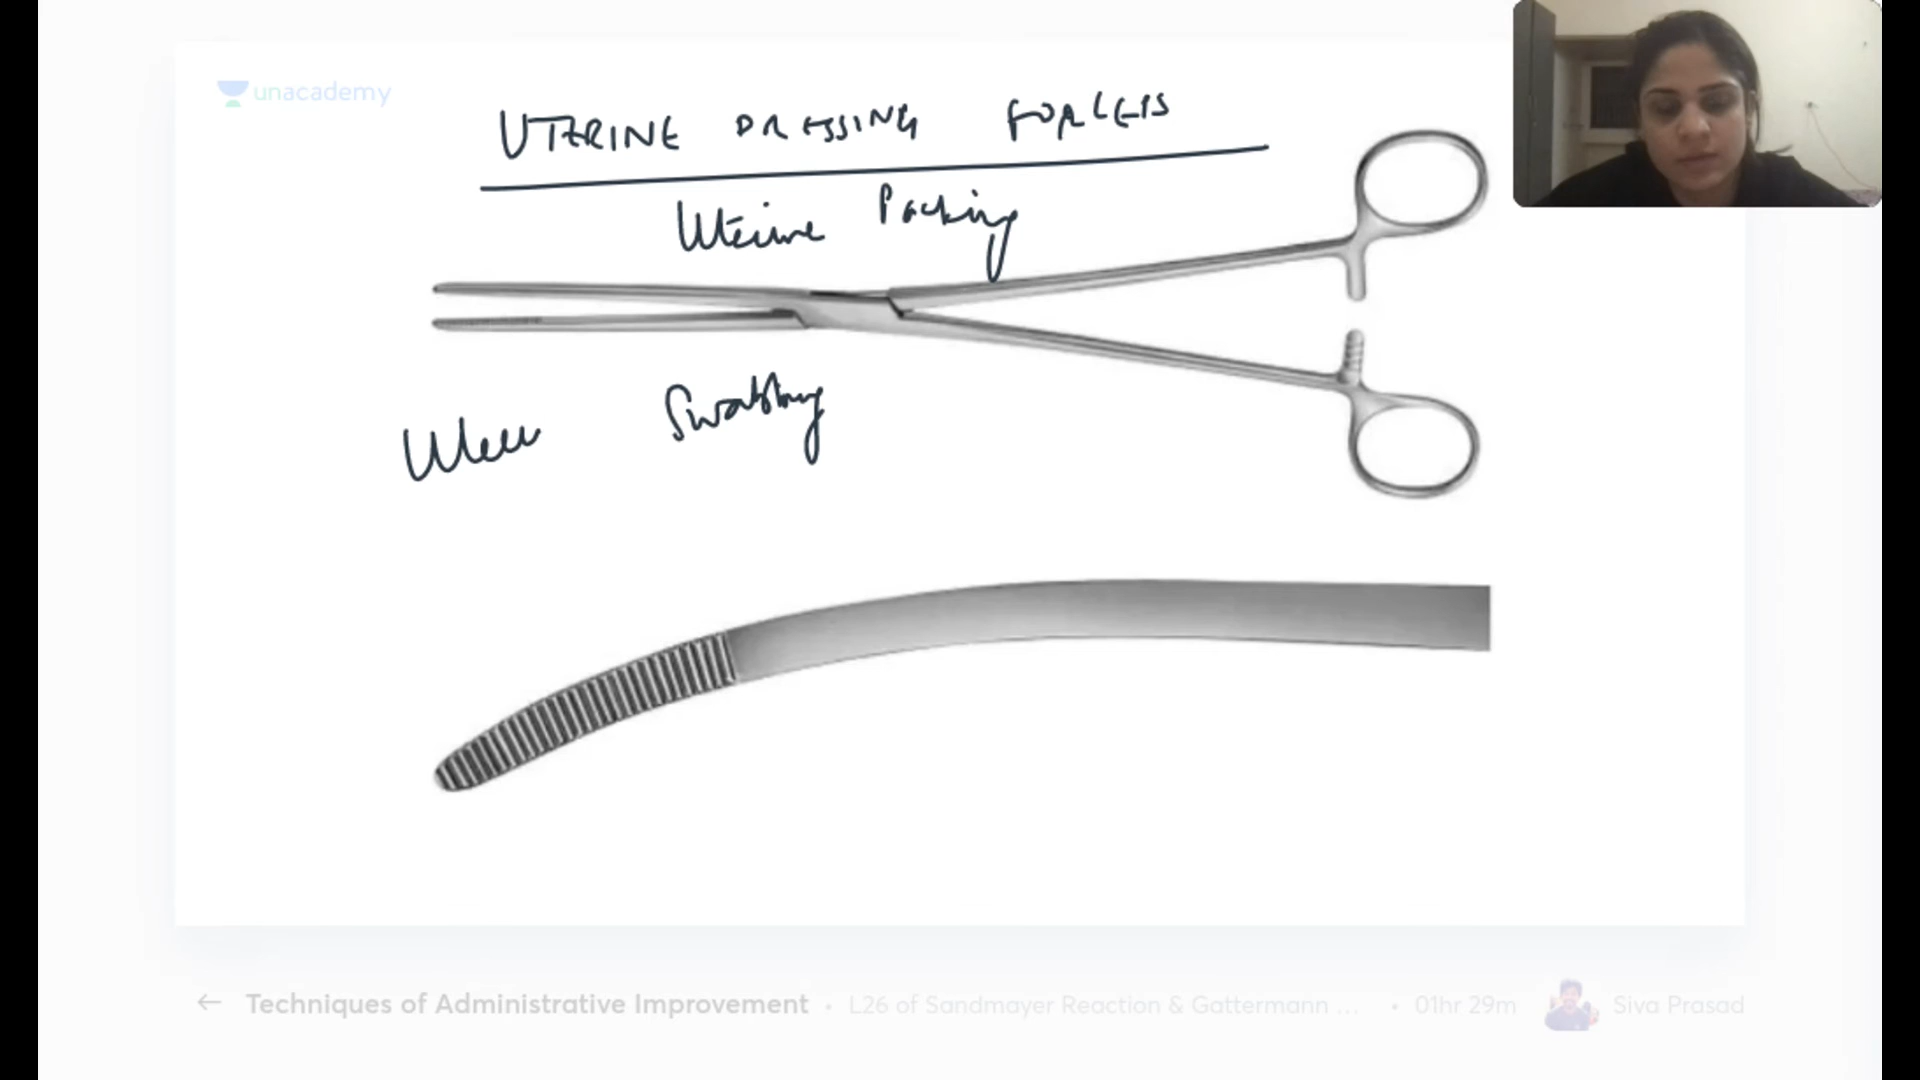 unacademy
UTERINE DRESSING FORCEPS
Uterine Packing
Swabbing
← Techniques of Administrative Improvement • L26 of Sandmayer Reaction & Gattermann ... • 01hr 29m Siva Prasad